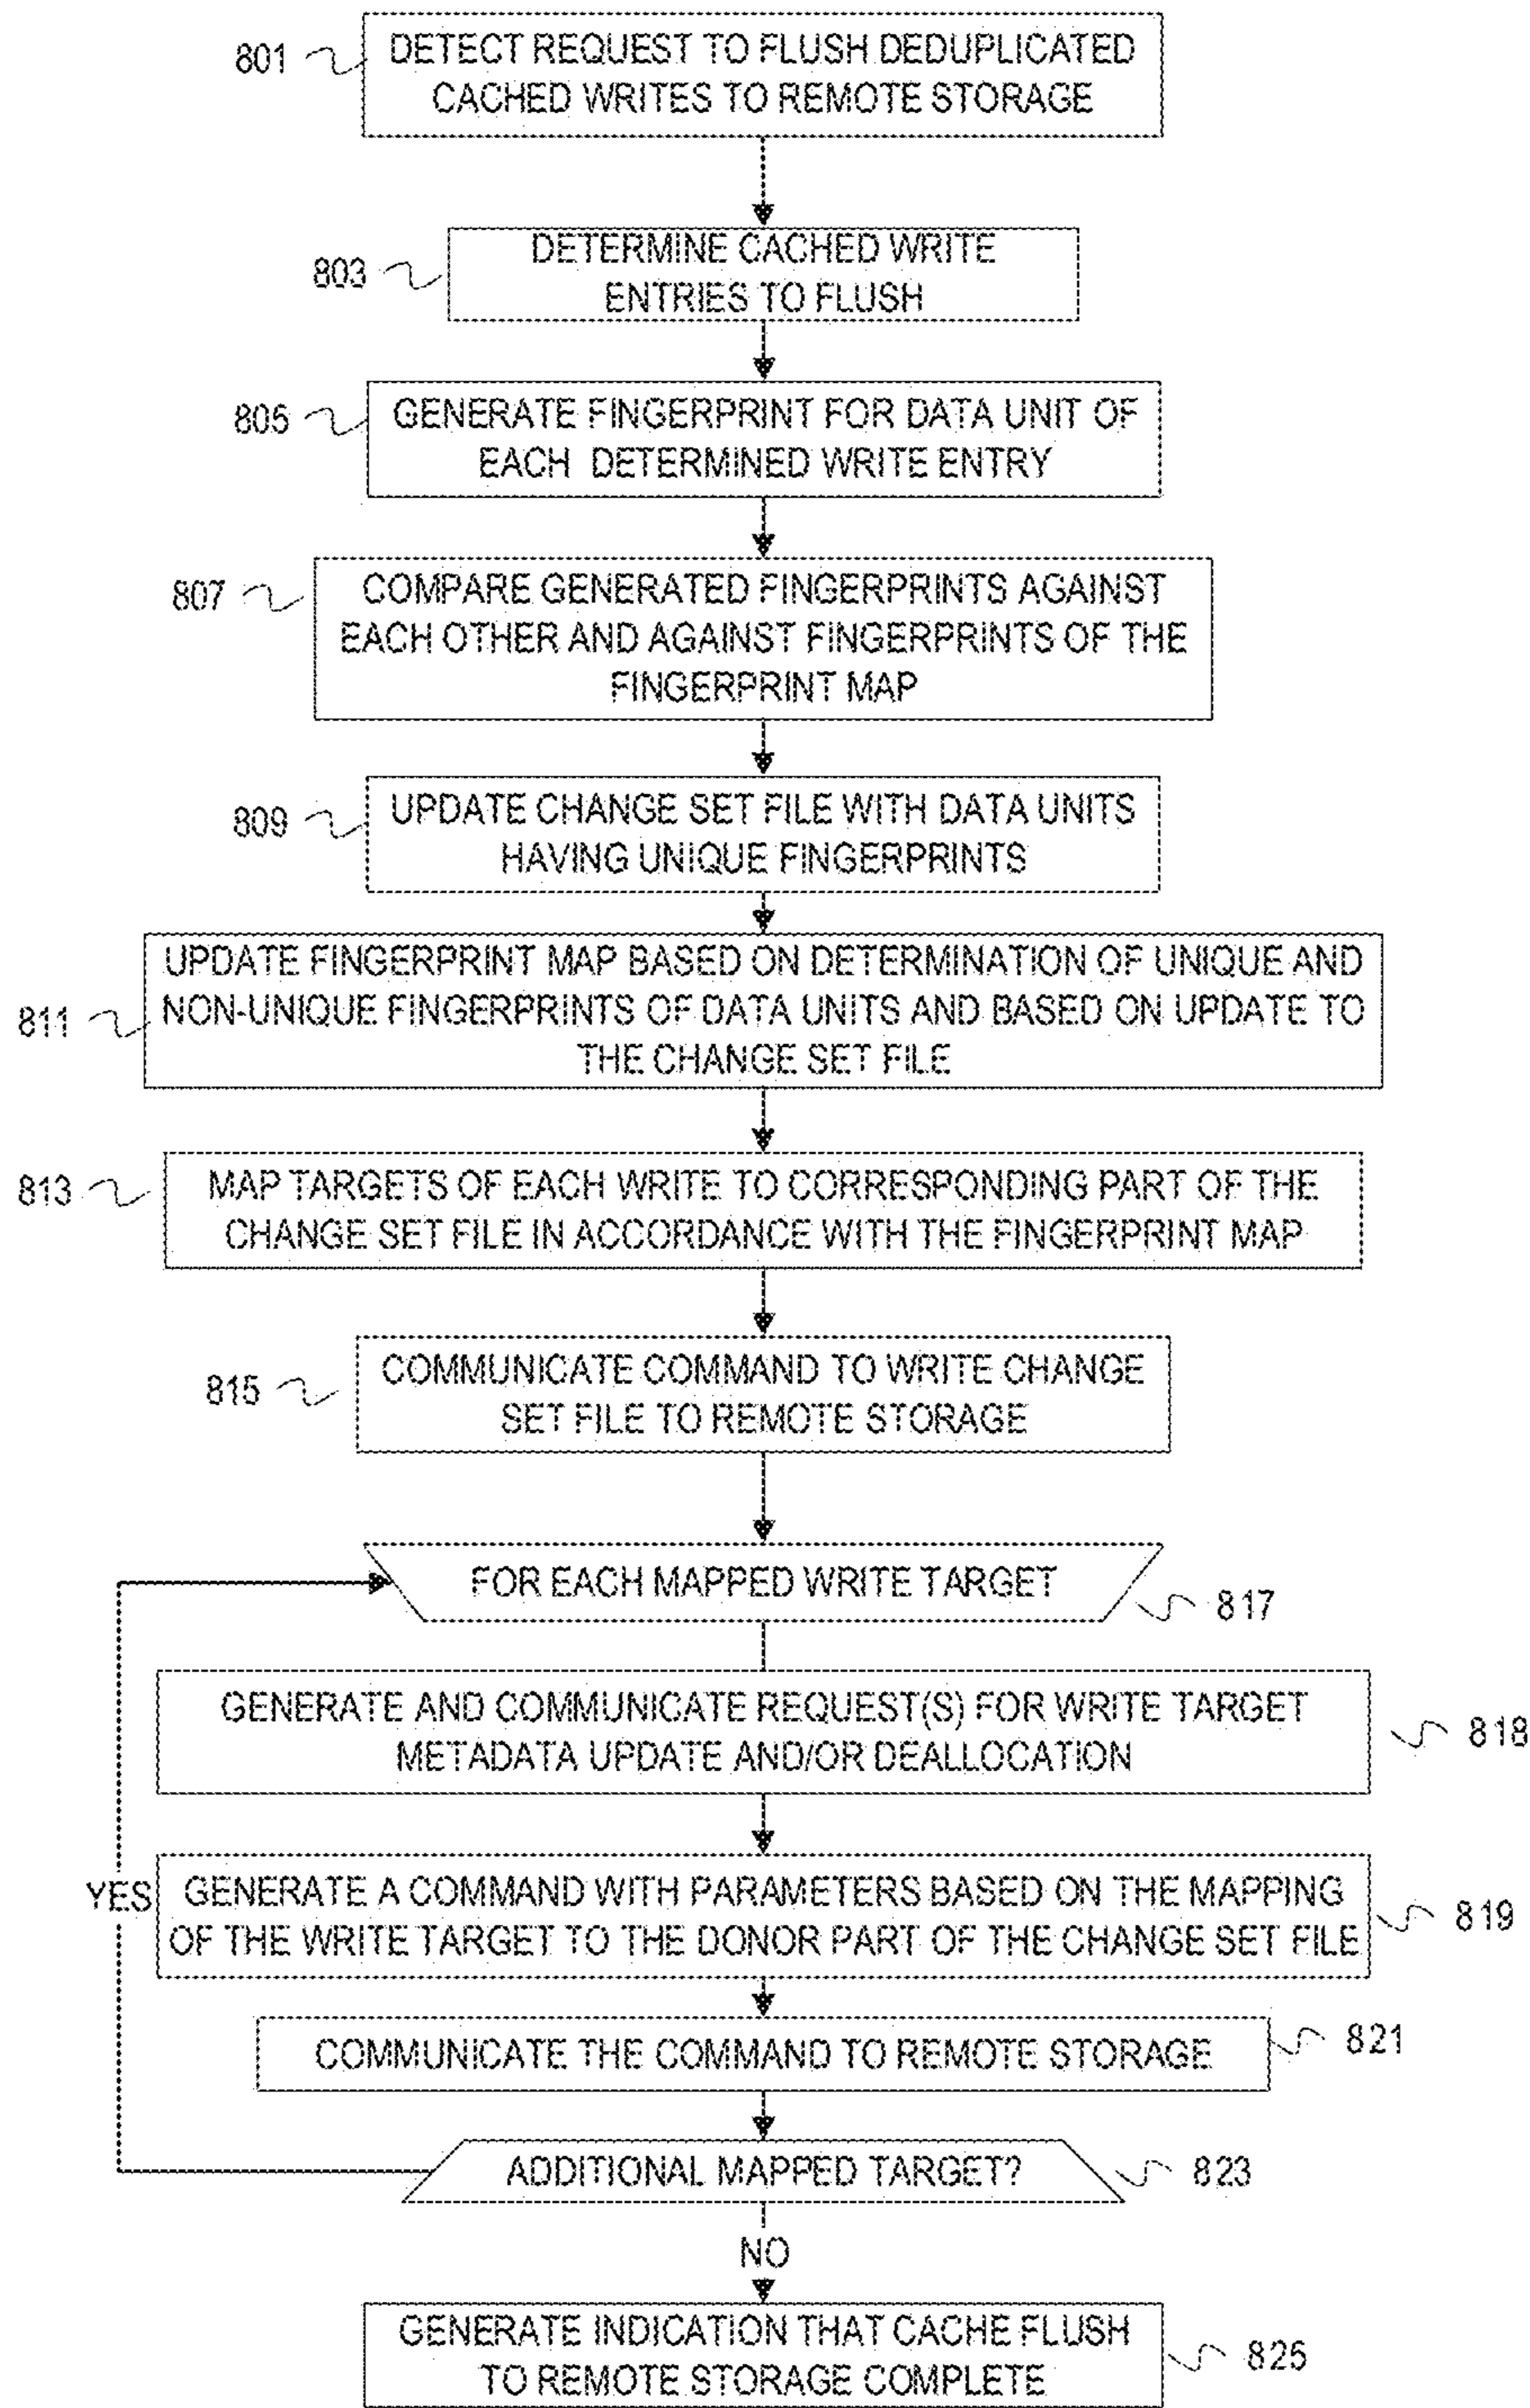 801
DETECT REQUEST TO FLUSH DEDUPLICATED
CACHED WRITES TO REMOTE STORAGE
803
DETERMINE CACHED WRITE
ENTRIES TO FLUSH
805
GENERATE FINGERPRINT FOR DATA UNIT OF
EACH DETERMINED WRITE ENTRY
807
COMPARE GENERATED FINGERPRINTS AGAINST
EACH OTHER AND AGAINST FINGERPRINTS OF THE
FINGERPRINT MAP
809
UPDATE CHANGE SET FILE WITH DATA UNITS
HAVING UNIQUE FINGERPRINTS
811
UPDATE FINGERPRINT MAP BASED ON DETERMINATION OF UNIQUE AND
NON-UNIQUE FINGERPRINTS OF DATA UNITS AND BASED ON UPDATE TO
THE CHANGE SET FILE
813
MAP TARGETS OF EACH WRITE TO CORRESPONDING PART OF THE
CHANGE SET FILE IN ACCORDANCE WITH THE FINGERPRINT MAP
815
COMMUNICATE COMMAND TO WRITE CHANGE
SET FILE TO REMOTE STORAGE
FOR EACH MAPPED WRITE TARGET
817
GENERATE AND COMMUNICATE REQUEST(S) FOR WRITE TARGET
METADATA UPDATE AND/OR DEALLOCATION
818
YES
GENERATE A COMMAND WITH PARAMETERS BASED ON THE MAPPING
OF THE WRITE TARGET TO THE DONOR PART OF THE CHANGE SET FILE
819
COMMUNICATE THE COMMAND TO REMOTE STORAGE
821
ADDITIONAL MAPPED TARGET?
823
NO
GENERATE INDICATION THAT CACHE FLUSH
TO REMOTE STORAGE COMPLETE
825